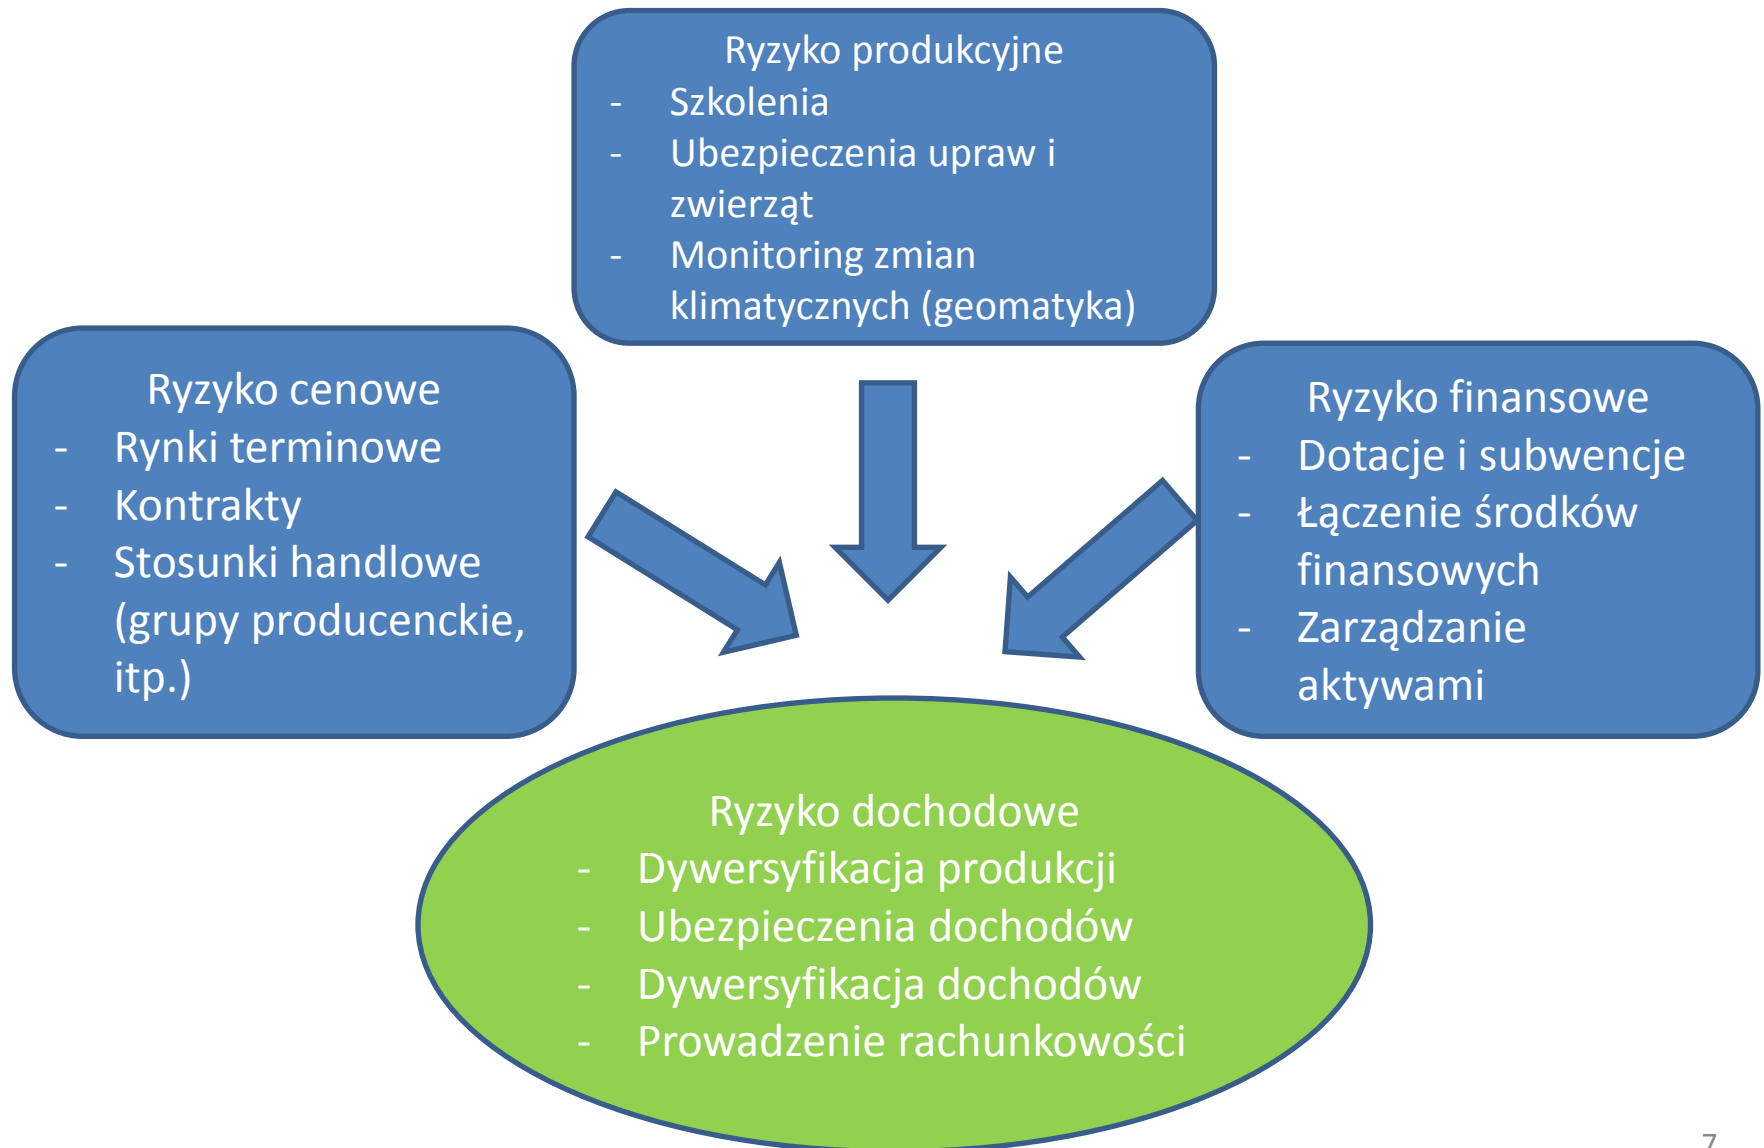 Ryzyko produkcyjne
- Szkolenia
- Ubezpieczenia upraw i
zwierząt
- Monitoring zmian
klimatycznych (geomatyka)
Ryzyko cenowe
- Rynki terminowe
- Kontrakty
- Stosunki handlowe
(grupy producenckie,
itp.)
Ryzyko finansowe
- Dotacje i subwencje
- Łączenie środków
finansowych
- Zarządzanie
aktywami
Ryzyko dochodowe
- Dywersyfikacja produkcji
- Ubezpieczenia dochodów
- Dywersyfikacja dochodów
- Prowadzenie rachunkowości
7